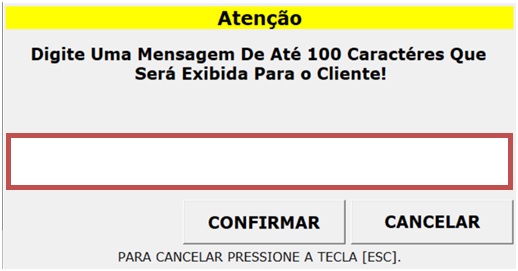 Atenção
Digite Uma Mensagem De Até 100 Caractéres Que
Será Exibida Para o Cliente!
CONFIRMAR
CANCELAR
PARA CANCELAR PRESSIONE A TECLA [ESC].